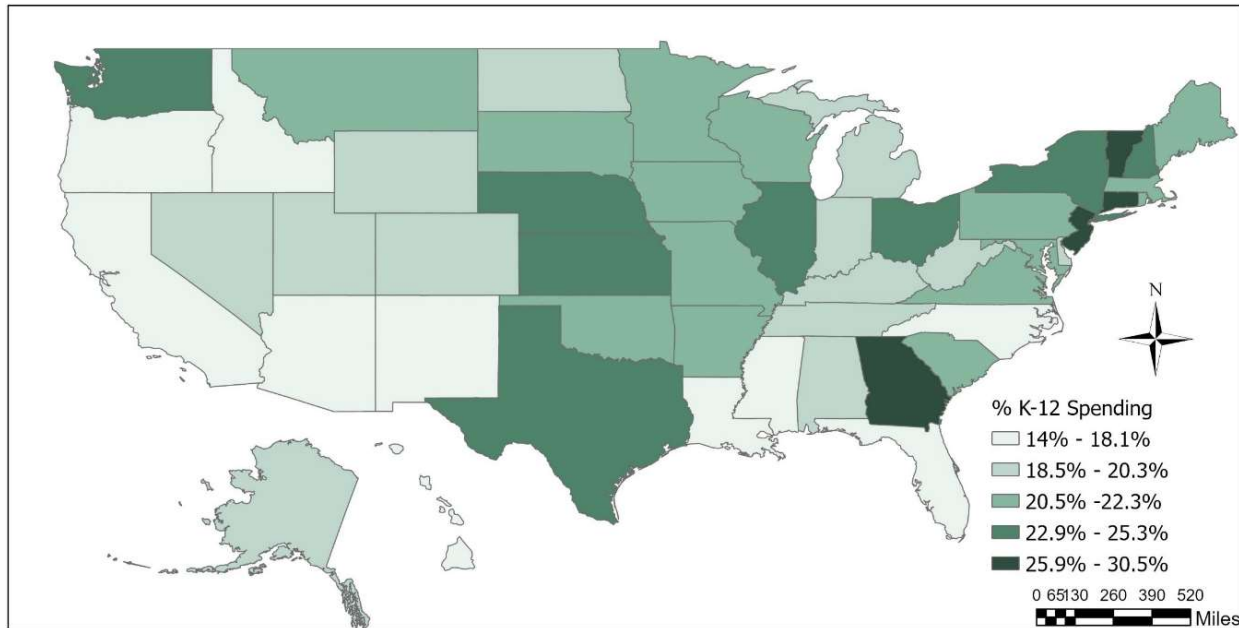 N
% K-12 Spending
14% - 18.1%
18.5% - 20.3%
20.5% -22.3%
22.9% - 25.3%
25.9% - 30.5%
0 65130 260 390 520
Miles